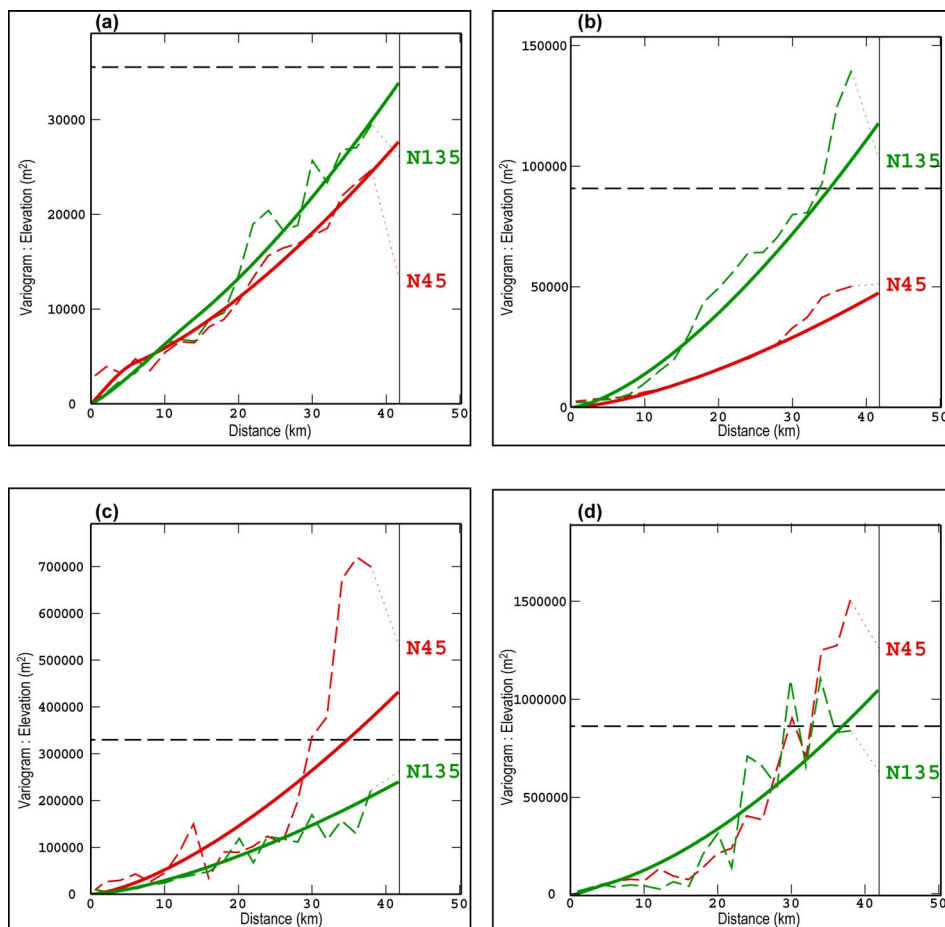 (a)
Variogram : Elevation (m²)
30000
20000
10000
0
N135
N45
0 10 20 30 40 50
Distance (km)
(b)
Variogram : Elevation (m²)
150000
100000
50000
0
N135
N45
0 10 20 30 40 50
Distance (km)
(c)
Variogram : Elevation (m²)
700000
600000
500000
400000
300000
200000
100000
0
N45
N135
0 10 20 30 40 50
Distance (km)
(d)
Variogram : Elevation (m²)
1500000
1000000
500000
0
N45
N135
0 10 20 30 40 50
Distance (km)